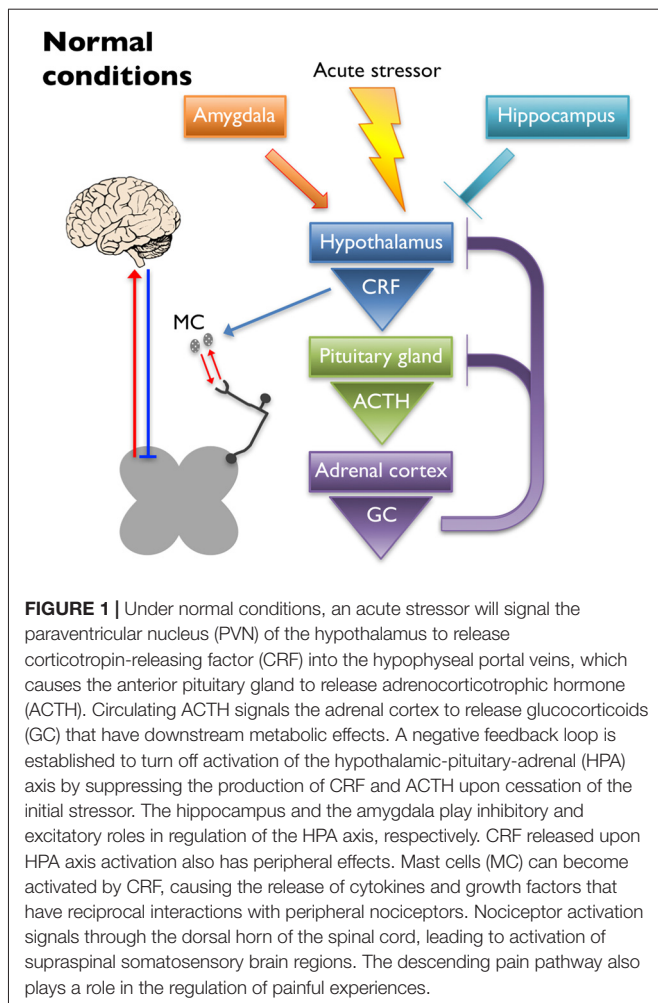 Normal
conditions
Acute stressor
Amygdala
Hippocampus
Hypothalamus
CRF
MC
Pituitary gland
ACTH
Adrenal cortex
GC
FIGURE 1 | Under normal conditions, an acute stressor will signal the
paraventricular nucleus (PVN) of the hypothalamus to release
corticotropin-releasing factor (CRF) into the hypophyseal portal veins, which
causes the anterior pituitary gland to release adrenocorticotrophic hormone
(ACTH). Circulating ACTH signals the adrenal cortex to release glucocorticoids
(GC) that have downstream metabolic effects. A negative feedback loop is
established to turn off activation of the hypothalamic-pituitary-adrenal (HPA)
axis by suppressing the production of CRF and ACTH upon cessation of the
initial stressor. The hippocampus and the amygdala play inhibitory and
excitatory roles in regulation of the HPA axis, respectively. CRF released upon
HPA axis activation also has peripheral effects. Mast cells (MC) can become
activated by CRF, causing the release of cytokines and growth factors that
have reciprocal interactions with peripheral nociceptors. Nociceptor activation
signals through the dorsal horn of the spinal cord, leading to activation of
supraspinal somatosensory brain regions. The descending pain pathway also
plays a role in the regulation of painful experiences.